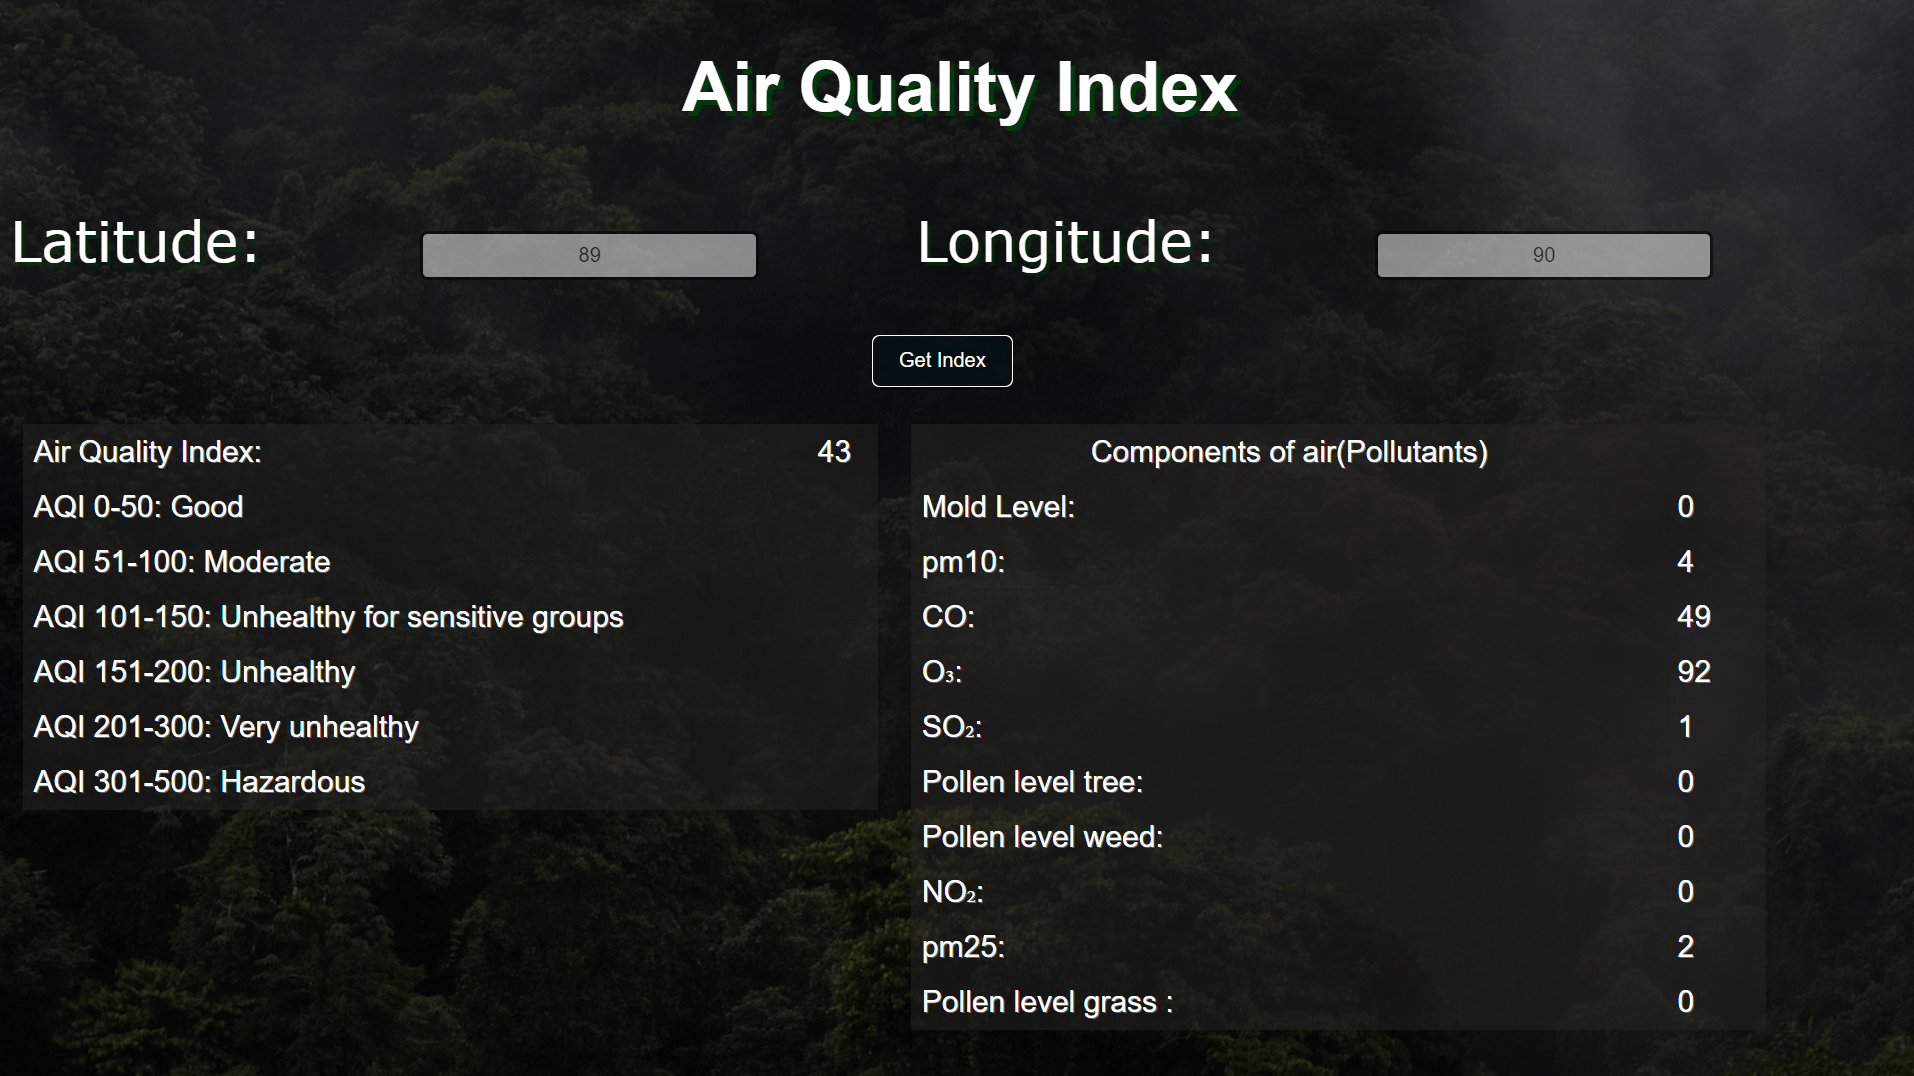 Air Quality Index
Latitude: 89 Longitude: 90
Get Index
Air Quality Index: 43
AQI 0-50: Good
AQI 51-100: Moderate
AQI 101-150: Unhealthy for sensitive groups
AQI 151-200: Unhealthy
AQI 201-300: Very unhealthy
AQI 301-500: Hazardous
Components of air(Pollutants)
Mold Level: 0
pm10: 4
CO: 49
O₃: 92
SO₂: 1
Pollen level tree: 0
Pollen level weed: 0
NO₂: 0
pm25: 2
Pollen level grass : 0